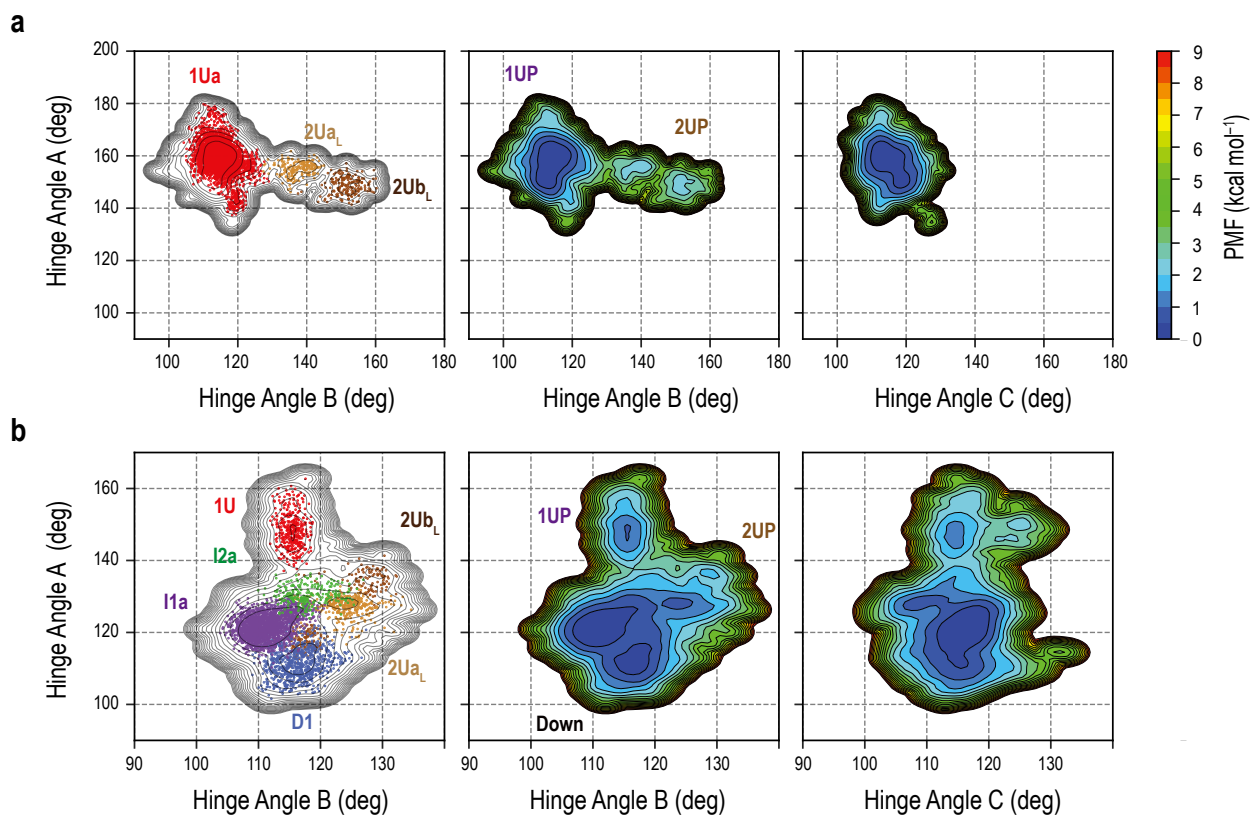 a
200
180
160
140
120
100
Hinge Angle A (deg)
1Ua
2Ua_L
2Ub_L
100 120 140 160 180
Hinge Angle B (deg)
1UP
2UP
100 120 140 160 180
Hinge Angle B (deg)
100 120 140 160 180
Hinge Angle C (deg)
9
8
7
6
5
4
3
2
1
0
PMF (kcal mol⁻¹)
b
160
140
120
100
Hinge Angle A (deg)
1U
2Ub_L
I2a
I1a
2Ua_L
D1
90 100 110 120 130
Hinge Angle B (deg)
1UP
2UP
Down
90 100 110 120 130
Hinge Angle B (deg)
90 100 110 120 130
Hinge Angle C (deg)